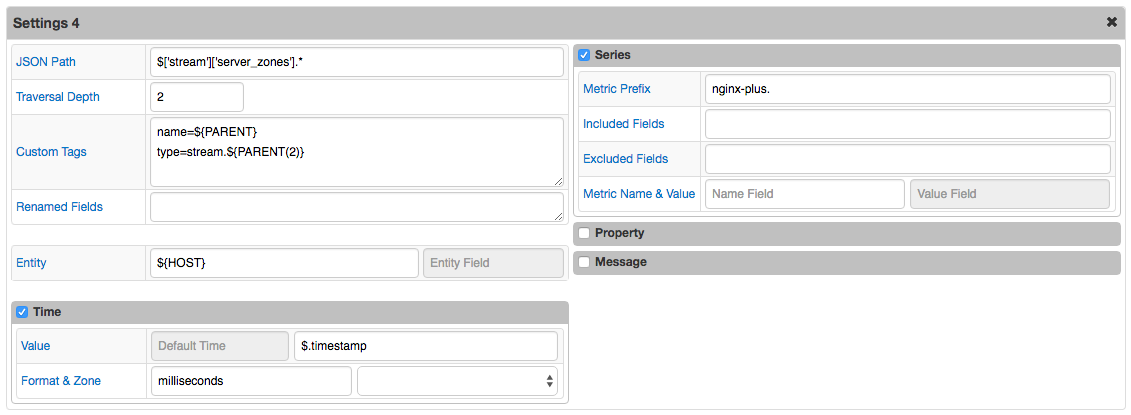 Settings 4 ✖
JSON Path
$['stream']['server_zones'].*
Traversal Depth
2
Custom Tags
name=${PARENT}
type=stream.${PARENT(2)}
Renamed Fields
Entity
${HOST}
Entity Field
Time
Value
Default Time
$.timestamp
Format & Zone
milliseconds
Series
Metric Prefix
nginx-plus.
Included Fields
Excluded Fields
Metric Name & Value
Name Field
Value Field
Property
Message